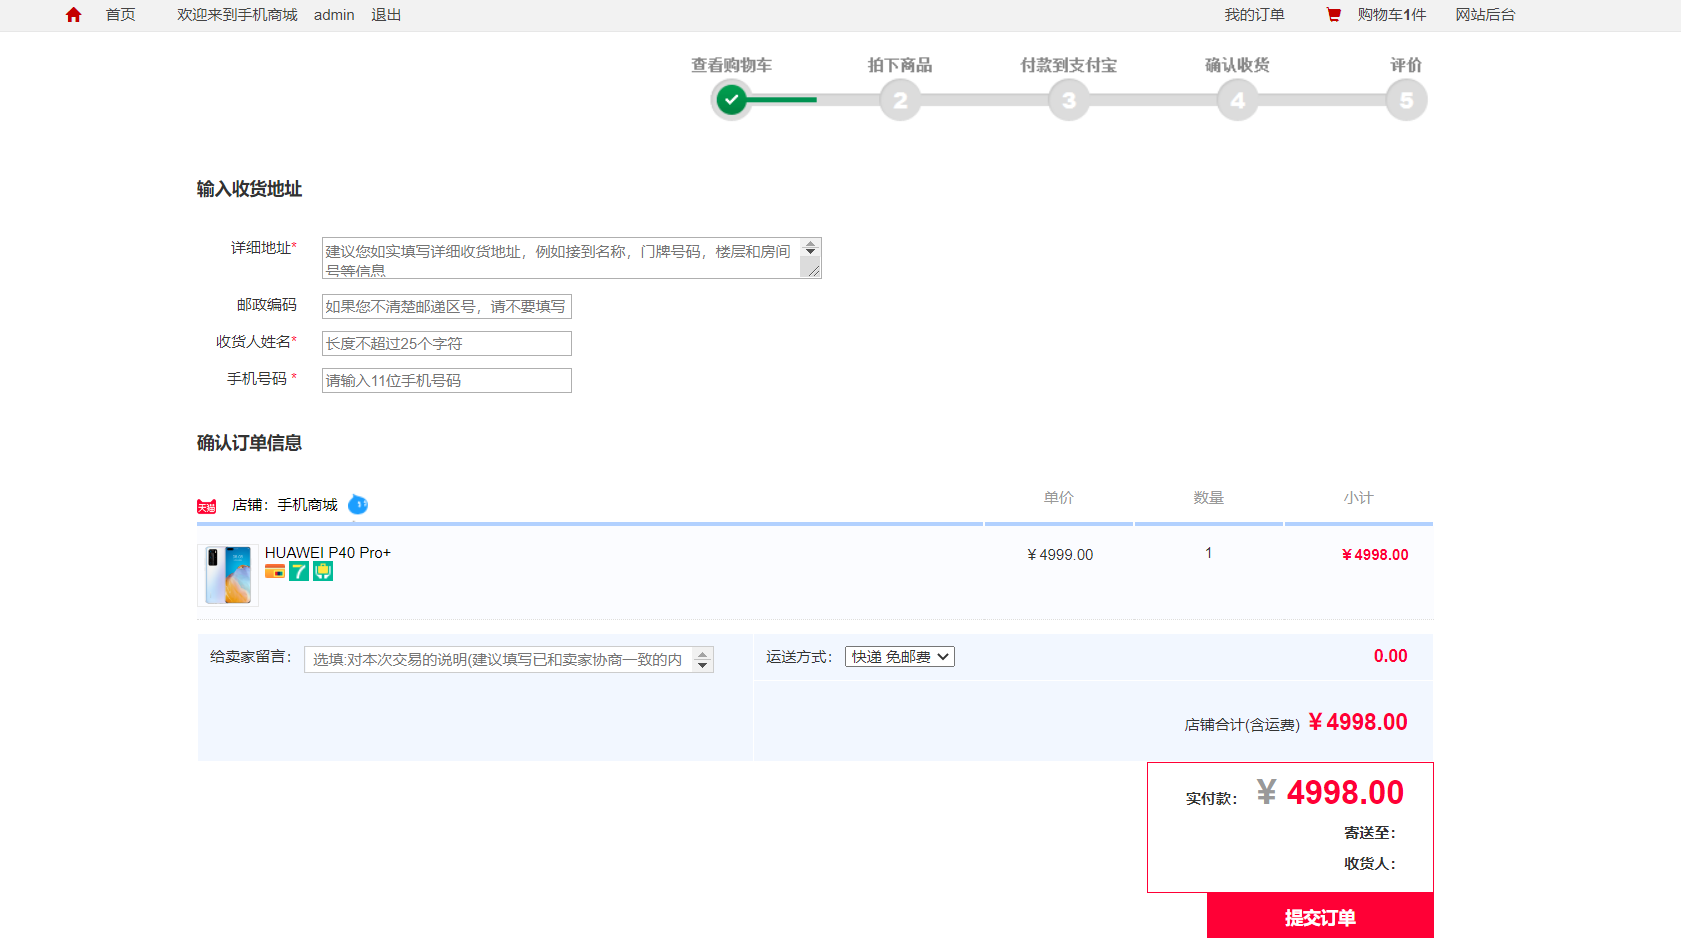 首页 欢迎来到手机商城 admin 退出 我的订单 购物车1件 网站后台
查看购物车 拍下商品 付款到支付宝 确认收货 评价
2 3 4 5
输入收货地址
详细地址* 建议您如实填写详细收货地址，例如接到名称，门牌号码，楼层和房间
号等信息
邮政编码 如果您不清楚邮递区号，请不要填写
收货人姓名* 长度不超过25个字符
手机号码 * 请输入11位手机号码
确认订单信息
天猫 店铺：手机商城 单价 数量 小计
HUAWEI P40 Pro+ ￥4999.00 1 ￥4998.00
7
给卖家留言： 选填:对本次交易的说明(建议填写已和卖家协商一致的内 运送方式： 快递 免邮费 0.00
店铺合计(含运费) ￥4998.00
实付款： ￥ 4998.00
寄送至：
收货人：
提交订单